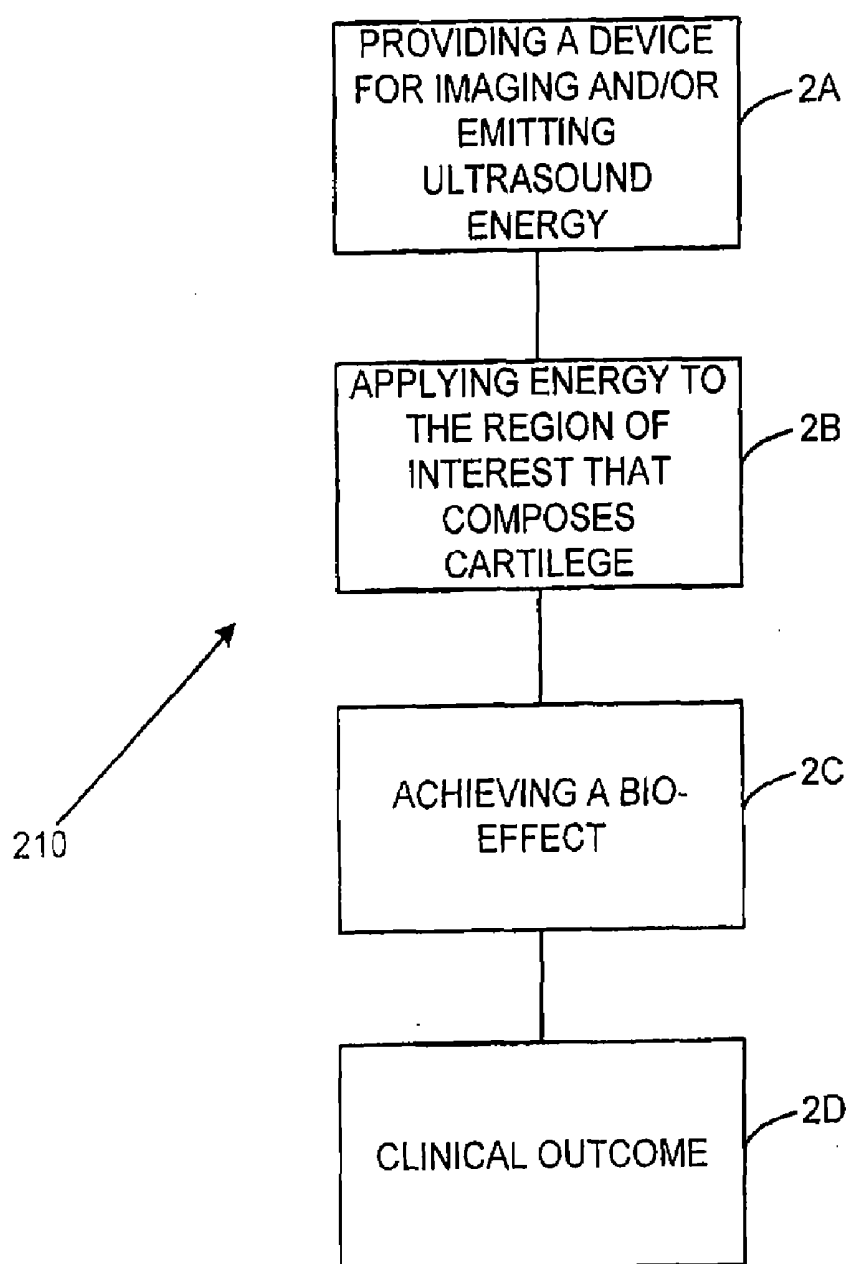 PROVIDING A DEVICE
FOR IMAGING AND/OR
EMITTING
ULTRASOUND
ENERGY
2A
APPLYING ENERGY TO
THE REGION OF
INTEREST THAT
COMPOSES
CARTILEGE
2B
ACHIEVING A BIO-
EFFECT
2C
210
CLINICAL OUTCOME
2D